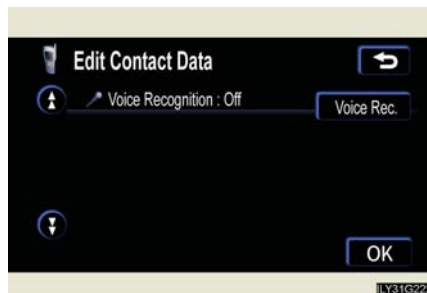 Edit Contact Data
Voice Recognition : Off
Voice Rec.
OK
ILY31G22